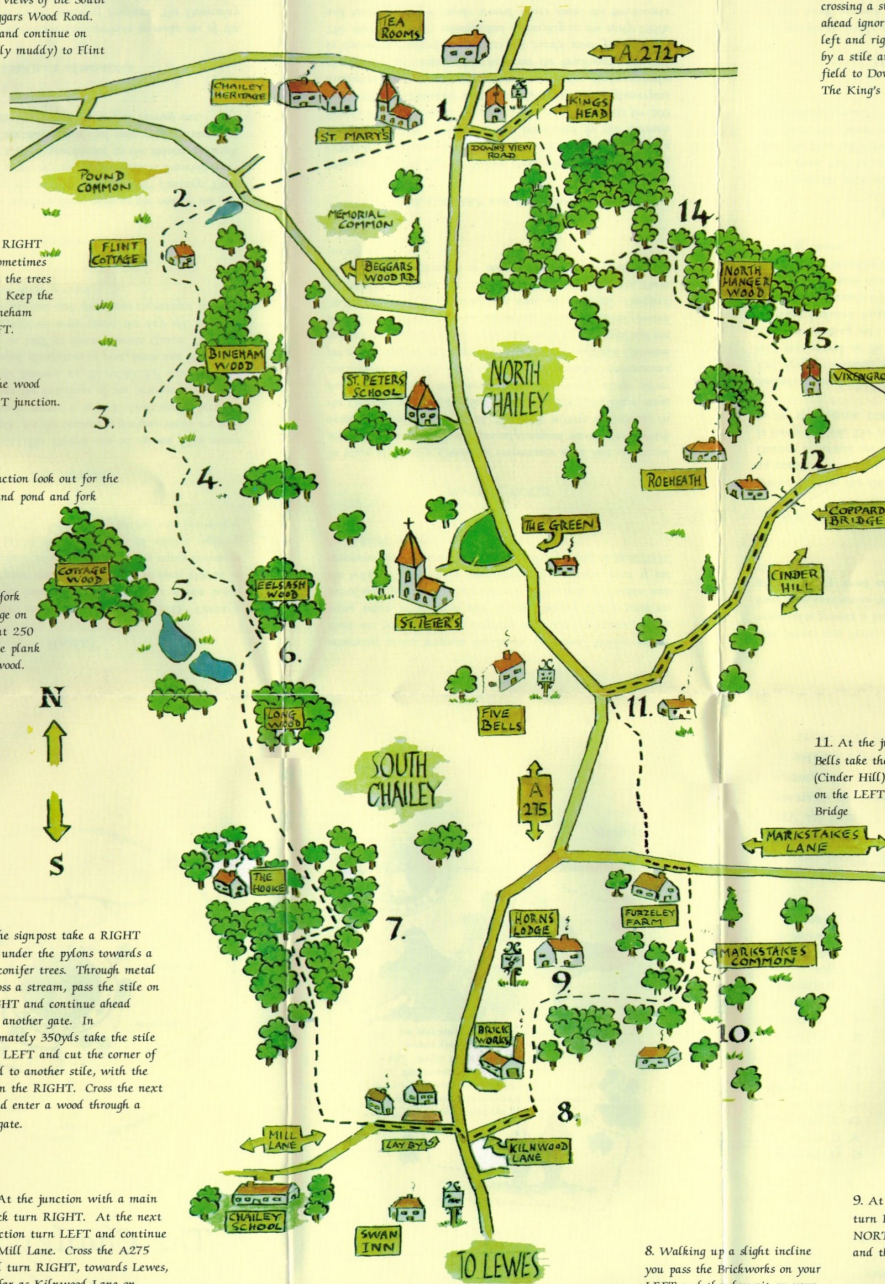 views of the South
ggars Wood Road.
and continue on
ly muddy) to Flint
crossing a
ahead ignor
left and rig
by a stile
field to Do
The King's
TEA
ROOMS
A.272
CHAILEY
HERITAGE
ST MARY'S
1.
KINGS
HEAD
DOWNS VIEW
ROAD
POUND
COMMON
2.
MEMORIAL
COMMON
14.
RIGHT
ometimes
the trees
Keep the
neham
FT.
FLINT
COTTAGE
BEGGARS
WOOD RD.
NORTH
HANGER
WOOD
13.
BINEHAM
WOOD
ST. PETERS
SCHOOL
NORTH
CHAILEY
VIXENGRO
he wood
T junction.
3.
12.
4.
ROEHEATH
uction look out for the
and pond and fork
COPPARD
BRIDGE
THE GREEN
COTTAGE
WOOD
5.
EELSASH
WOOD
CINDER
HILL
fork
ge on
ut 250
e plank
wood.
ST. PETER'S
6.
N
LONG
WOOD
FIVE
BELLS
11.
11. At the j
Bells take th
(Cinder Hill)
on the LEFT
Bridge
SOUTH
CHAILEY
A
275
S
MARKSTAKES
LANE
THE
HOOKE
FURZELEY
FARM
7.
HORNS
LODGE
MARKSTAKES
COMMON
he signpost take a RIGHT
under the pylons towards a
conifer trees. Through metal
oss a stream, pass the stile on
GHT and continue ahead
another gate. In
mately 350yds take the stile
LEFT and cut the corner of
d to another stile, with the
n the RIGHT. Cross the next
nd enter a wood through a
gate.
9.
BRICK
WORKS
10.
8.
MILL
LANE
LAY BY
KILNWOOD
LANE
At the junction with a main
ck turn RIGHT. At the next
ction turn LEFT and continue
Mill Lane. Cross the A275
turn RIGHT, towards Lewes,
far as Kilnwood Lane on
CHAILEY
SCHOOL
SWAN
INN
TO LEWES
8. Walking up a slight incline
you pass the Brickworks on your
9. At
turn
NOR
and th